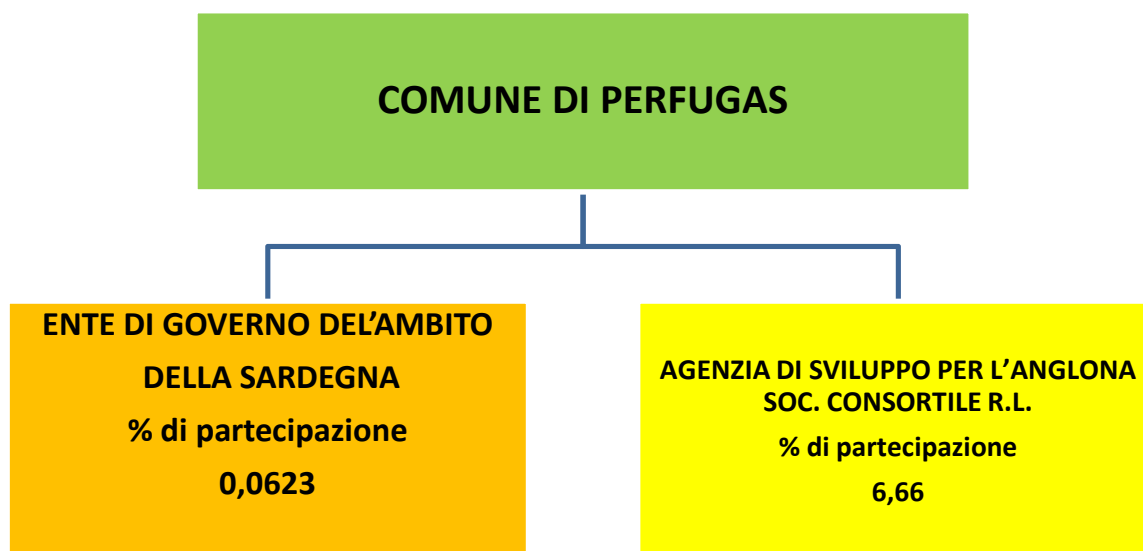 COMUNE DI PERFUGAS
ENTE DI GOVERNO DEL’AMBITO
DELLA SARDEGNA
% di partecipazione
0,0623
AGENZIA DI SVILUPPO PER L’ANGLONA
SOC. CONSORTILE R.L.
% di partecipazione
6,66